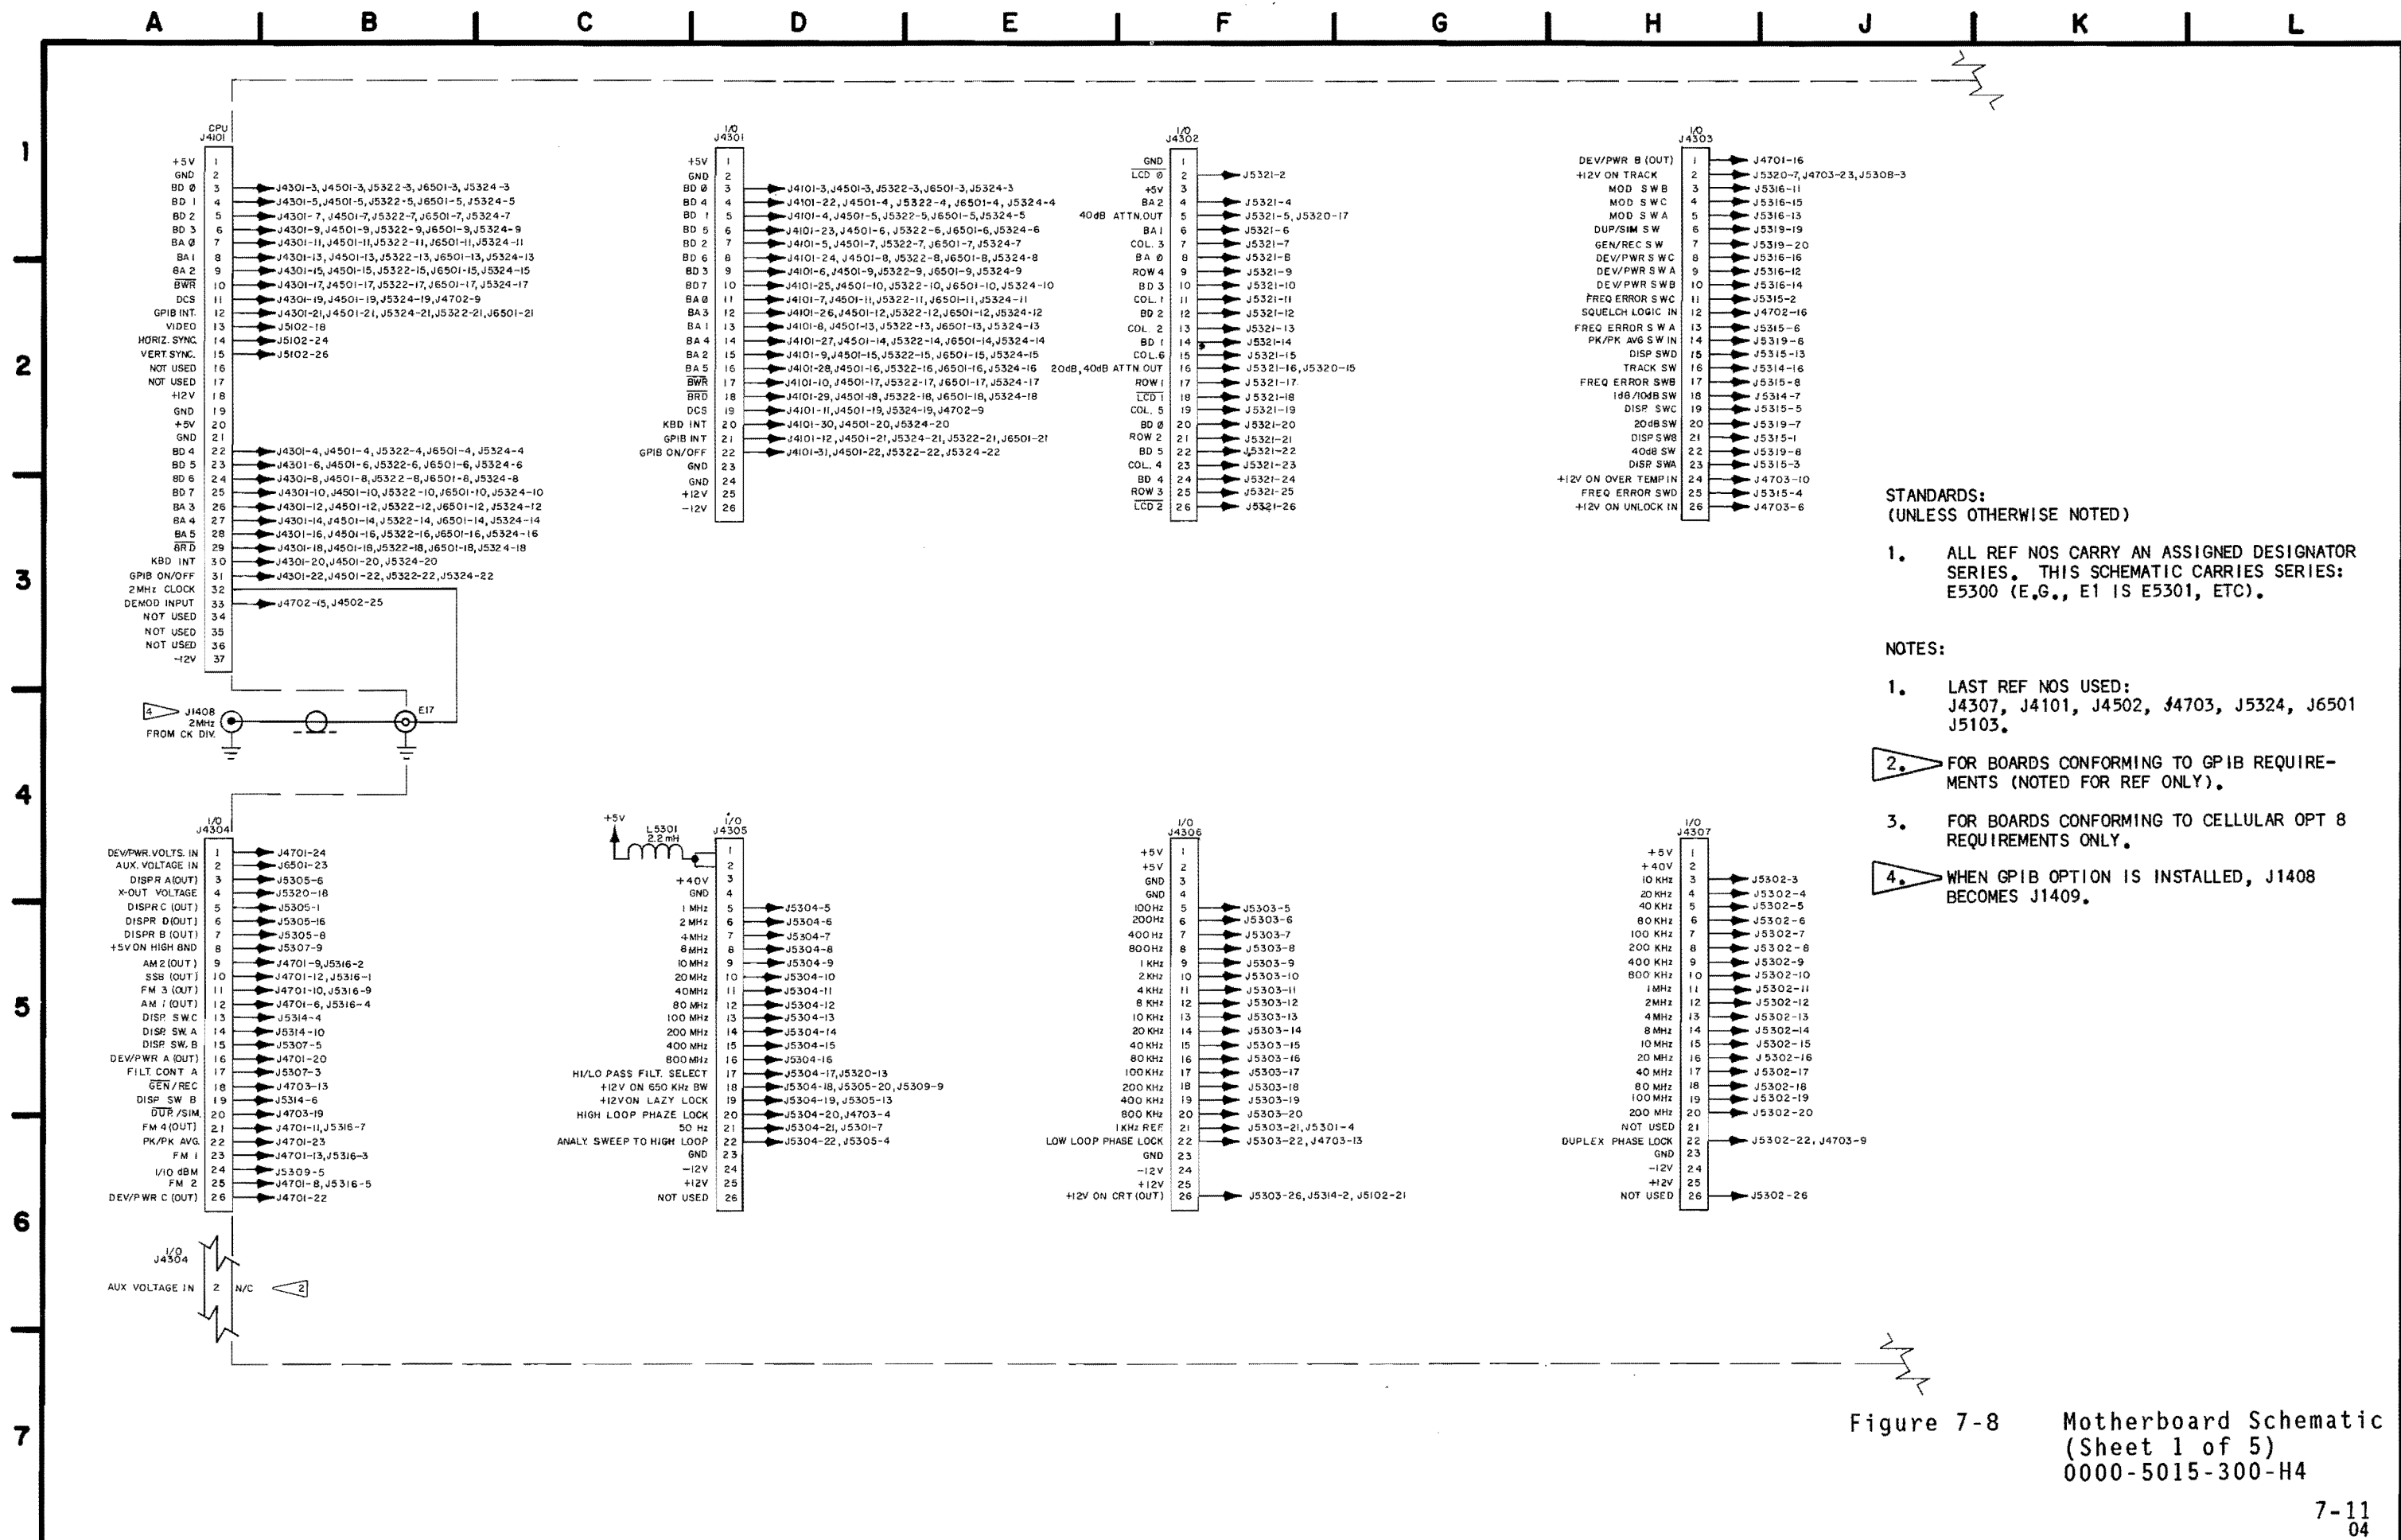 A B C D E F G H J K L
1
2
3
4
5
6
7
CPU
J4101
+5V 1
GND 2
BD Ø 3 J4301-3, J4501-3, J5322-3, J6501-3, J5324-3
BD 1 4 J4301-5, J4501-5, J5322-5, J6501-5, J5324-5
BD 2 5 J4301-7, J4501-7, J5322-7, J6501-7, J5324-7
BD 3 6 J4301-9, J4501-9, J5322-9, J6501-9, J5324-9
BA Ø 7 J4301-11, J4501-11, J5322-11, J6501-11, J5324-11
BA 1 8 J4301-13, J4501-13, J5322-13, J6501-13, J5324-13
BA 2 9 J4301-15, J4501-15, J5322-15, J6501-15, J5324-15
BWR 10 J4301-17, J4501-17, J5322-17, J6501-17, J5324-17
DCS 11 J4301-19, J4501-19, J5324-19, J4702-9
GPIB INT. 12 J4301-21, J4501-21, J5324-21, J5322-21, J6501-21
VIDEO 13 J5102-18
HORIZ. SYNC. 14 J5102-24
VERT. SYNC. 15 J5102-26
NOT USED 16
NOT USED 17
+12V 18
GND 19
+5V 20
GND 21
BD 4 22 J4301-4, J4501-4, J5322-4, J6501-4, J5324-4
BD 5 23 J4301-6, J4501-6, J5322-6, J6501-6, J5324-6
BD 6 24 J4301-8, J4501-8, J5322-8, J6501-8, J5324-8
BD 7 25 J4301-10, J4501-10, J5322-10, J6501-10, J5324-10
BA 3 26 J4301-12, J4501-12, J5322-12, J6501-12, J5324-12
BA 4 27 J4301-14, J4501-14, J5322-14, J6501-14, J5324-14
BA 5 28 J4301-16, J4501-16, J5322-16, J6501-16, J5324-16
BRD 29 J4301-18, J4501-18, J5322-18, J6501-18, J5324-18
KBD INT 30 J4301-20, J4501-20, J5324-20
GPIB ON/OFF 31 J4301-22, J4501-22, J5322-22, J5324-22
2MHz CLOCK 32
DEMOD INPUT 33 J4702-15, J4502-25
NOT USED 34
NOT USED 35
NOT USED 36
-12V 37
4 J1408
2MHz
FROM CK DIV.
E17
I/O
J4301
+5V 1
GND 2
BD Ø 3 J4101-3, J4501-3, J5322-3, J6501-3, J5324-3
BD 4 4 J4101-22, J4501-4, J5322-4, J6501-4, J5324-4
BD 1 5 J4101-4, J4501-5, J5322-5, J6501-5, J5324-5
BD 5 6 J4101-23, J4501-6, J5322-6, J6501-6, J5324-6
BD 2 7 J4101-5, J4501-7, J5322-7, J6501-7, J5324-7
BD 6 8 J4101-24, J4501-8, J5322-8, J6501-8, J5324-8
BD 3 9 J4101-6, J4501-9, J5322-9, J6501-9, J5324-9
BD7 10 J4101-25, J4501-10, J5322-10, J6501-10, J5324-10
BA Ø 11 J4101-7, J4501-11, J5322-11, J6501-11, J5324-11
BA3 12 J4101-26, J4501-12, J5322-12, J6501-12, J5324-12
BA 1 13 J4101-8, J4501-13, J5322-13, J6501-13, J5324-13
BA 4 14 J4101-27, J4501-14, J5322-14, J6501-14, J5324-14
BA 2 15 J4101-9, J4501-15, J5322-15, J6501-15, J5324-15
BA 5 16 J4101-28, J4501-16, J5322-16, J6501-16, J5324-16
BWR 17 J4101-10, J4501-17, J5322-17, J6501-17, J5324-17
BRD 18 J4101-29, J4501-18, J5322-18, J6501-18, J5324-18
DCS 19 J4101-11, J4501-19, J5324-19, J4702-9
KBD INT 20 J4101-30, J4501-20, J5324-20
GPIB INT 21 J4101-12, J4501-21, J5324-21, J5322-21, J6501-21
GPIB ON/OFF 22 J4101-31, J4501-22, J5322-22, J5324-22
GND 23
GND 24
+12V 25
-12V 26
I/O
J4302
GND 1
LCD Ø 2 J5321-2
+5V 3
BA2 4 J5321-4
40dB ATTN.OUT 5 J5321-5, J5320-17
BA1 6 J5321-6
COL. 3 7 J5321-7
BA Ø 8 J5321-8
ROW 4 9 J5321-9
BD 3 10 J5321-10
COL. 1 11 J5321-11
BD 2 12 J5321-12
COL. 2 13 J5321-13
BD 1 14 J5321-14
COL.6 15 J5321-15
20dB,40dB ATTN OUT 16 J5321-16, J5320-15
ROW 1 17 J5321-17
LCD 1 18 J5321-18
COL. 5 19 J5321-19
BD Ø 20 J5321-20
ROW 2 21 J5321-21
BD 5 22 J5321-22
COL. 4 23 J5321-23
BD 4 24 J5321-24
ROW 3 25 J5321-25
LCD 2 26 J5321-26
I/O
J4303
DEV/PWR B (OUT) 1 J4701-16
+12V ON TRACK 2 J5320-7, J4703-23, J5308-3
MOD SWB 3 J5316-11
MOD SWC 4 J5316-15
MOD SWA 5 J5316-13
DUP/SIM SW 6 J5319-19
GEN/REC SW 7 J5319-20
DEV/PWR SWC 8 J5316-16
DEV/PWR SWA 9 J5316-12
DEV/PWR SWB 10 J5316-14
FREQ ERROR SWC 11 J5315-2
SQUELCH LOGIC IN 12 J4702-16
FREQ ERROR SWA 13 J5315-6
PK/PK AVG SW IN 14 J5319-6
DISP SWD 15 J5315-13
TRACK SW 16 J5314-16
FREQ ERROR SWB 17 J5315-8
1dB/10dB SW 18 J5314-7
DISP. SWC 19 J5315-5
20dB SW 20 J5319-7
DISP SWB 21 J5315-1
40dB SW 22 J5319-8
DISP. SWA 23 J5315-3
+12V ON OVER TEMP IN 24 J4703-10
FREQ ERROR SWD 25 J5315-4
+12V ON UNLOCK IN 26 J4703-6
STANDARDS:
(UNLESS OTHERWISE NOTED)
1. ALL REF NOS CARRY AN ASSIGNED DESIGNATOR
SERIES. THIS SCHEMATIC CARRIES SERIES:
E5300 (E.G., E1 IS E5301, ETC).
NOTES:
1. LAST REF NOS USED:
J4307, J4101, J4502, J4703, J5324, J6501
J5103.
2. FOR BOARDS CONFORMING TO GPIB REQUIRE-
MENTS (NOTED FOR REF ONLY).
3. FOR BOARDS CONFORMING TO CELLULAR OPT 8
REQUIREMENTS ONLY.
4. WHEN GPIB OPTION IS INSTALLED, J1408
BECOMES J1409.
I/O
J4304
DEV/PWR.VOLTS. IN 1 J4701-24
AUX. VOLTAGE IN 2 J6501-23
DISPR A(OUT) 3 J5305-6
X-OUT VOLTAGE 4 J5320-18
DISPR C (OUT) 5 J5305-1
DISPR D(OUT) 6 J5305-16
DISPR B (OUT) 7 J5305-8
+5V ON HIGH BND 8 J5307-9
AM2(OUT) 9 J4701-9, J5316-2
SSB (OUT) 10 J4701-12, J5316-1
FM 3 (OUT) 11 J4701-10, J5316-9
AM 1 (OUT) 12 J4701-6, J5316-4
DISP. SW.C 13 J5314-4
DISP. SW. A 14 J5314-10
DISP. SW. B 15 J5307-5
DEV/PWR A (OUT) 16 J4701-20
FILT. CONT A 17 J5307-3
GEN/REC 18 J4703-13
DISP SW B 19 J5314-6
DUP/SIM. 20 J4703-19
FM 4(OUT) 21 J4701-11, J5316-7
PK/PK AVG. 22 J4701-23
FM 1 23 J4701-13, J5316-3
1/10 dBM 24 J5309-5
FM 2 25 J4701-8, J5316-5
DEV/PWR C (OUT) 26 J4701-22
I/O
J4304
AUX VOLTAGE IN 2 N/C 2
+5V
L5301
2.2 mH
I/O
J4305
1
2
+40V 3
GND 4
1 MHz 5 J5304-5
2 MHz 6 J5304-6
4MHz 7 J5304-7
8MHz 8 J5304-8
10 MHz 9 J5304-9
20 MHz 10 J5304-10
40MHz 11 J5304-11
80 MHz 12 J5304-12
100 MHz 13 J5304-13
200 MHz 14 J5304-14
400 MHz 15 J5304-15
800 MHz 16 J5304-16
HI/LO PASS FILT. SELECT 17 J5304-17, J5320-13
+12V ON 650 KHz BW 18 J5304-18, J5305-20, J5309-9
+12VON LAZY LOCK 19 J5304-19, J5305-13
HIGH LOOP PHAZE LOCK 20 J5304-20, J4703-4
50 Hz 21 J5304-21, J5301-7
ANALY SWEEP TO HIGH LOOP 22 J5304-22, J5305-4
GND 23
-12V 24
+12V 25
NOT USED 26
I/O
J4306
+5V 1
+5V 2
GND 3
GND 4
100Hz 5 J5303-5
200Hz 6 J5303-6
400 Hz 7 J5303-7
800Hz 8 J5303-8
1 KHz 9 J5303-9
2 KHz 10 J5303-10
4 KHz 11 J5303-11
8 KHz 12 J5303-12
10 KHz 13 J5303-13
20 KHz 14 J5303-14
40 KHz 15 J5303-15
80 KHz 16 J5303-16
100 KHz 17 J5303-17
200 KHz 18 J5303-18
400 KHz 19 J5303-19
800 KHz 20 J5303-20
1KHz REF 21 J5303-21, J5301-4
LOW LOOP PHASE LOCK 22 J5303-22, J4703-13
GND 23
-12V 24
+12V 25
+12V ON CRT (OUT) 26 J5303-26, J5314-2, J5102-21
I/O
J4307
+5V 1
+40V 2
10 KHz 3 J5302-3
20 KHz 4 J5302-4
40 KHz 5 J5302-5
80 KHz 6 J5302-6
100 KHz 7 J5302-7
200 KHz 8 J5302-8
400 KHz 9 J5302-9
800 KHz 10 J5302-10
1MHz 11 J5302-11
2MHz 12 J5302-12
4 MHz 13 J5302-13
8 MHz 14 J5302-14
10 MHz 15 J5302-15
20 MHz 16 J5302-16
40 MHz 17 J5302-17
80 MHz 18 J5302-18
100 MHz 19 J5302-19
200 MHz 20 J5302-20
NOT USED 21
DUPLEX PHASE LOCK 22 J5302-22, J4703-9
GND 23
-12V 24
+12V 25
NOT USED 26 J5302-26
Figure 7-8 Motherboard Schematic
(Sheet 1 of 5)
0000-5015-300-H4
7-11
04